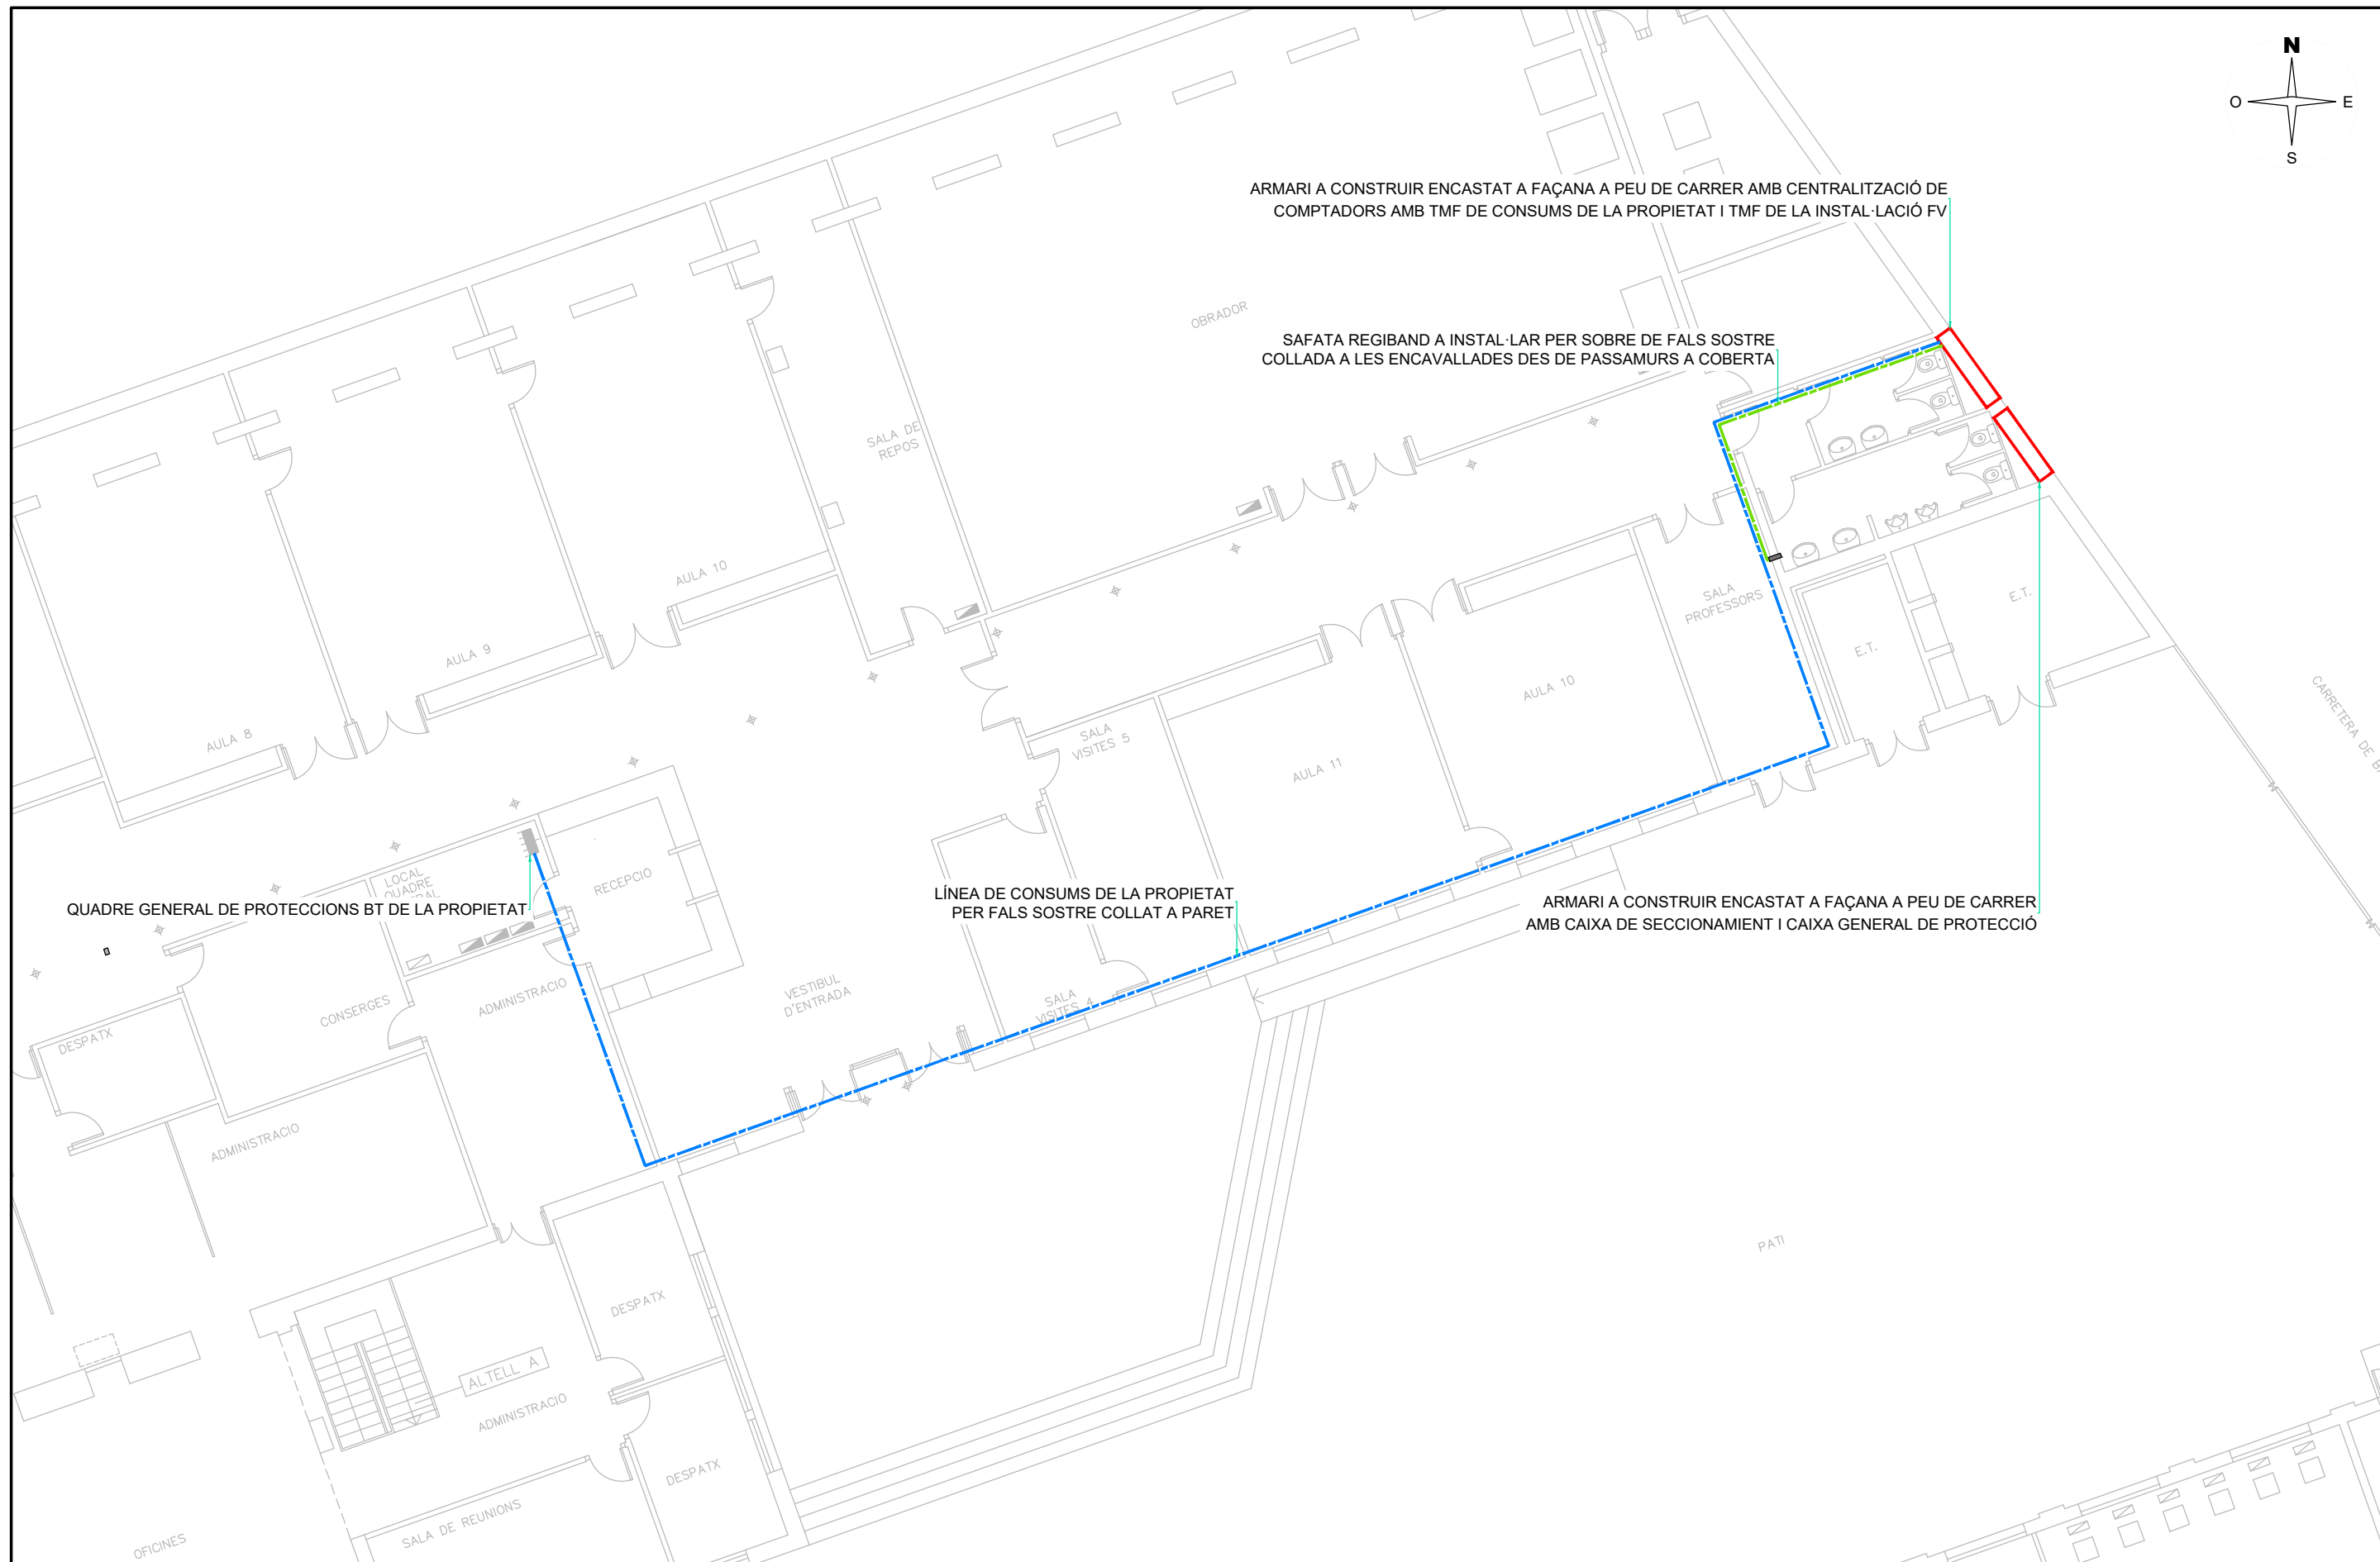 N
O
E
S
ARMARI A CONSTRUIR ENCASTAT A FAÇANA A PEU DE CARRER AMB CENTRALITZACIÓ DE
COMPTADORS AMB TMF DE CONSUMS DE LA PROPIETAT I TMF DE LA INSTAL·LACIÓ FV
OBRADOR
SAFATA REGIBAND A INSTAL·LAR PER SOBRE DE FALS SOSTRE
COLLADA A LES ENCAVALLADES DES DE PASSAMURS A COBERTA
SALA DE
REPOS
AULA 10
AULA 9
AULA 8
SALA
PROFESSORS
E.T.
E.T.
AULA 10
SALA
VISITES 5
AULA 11
CARRETERA DE
LOCAL
QUADRE
RECEPCIO
QUADRE GENERAL DE PROTECCIONS BT DE LA PROPIETAT
LÍNEA DE CONSUMS DE LA PROPIETAT
PER FALS SOSTRE COLLAT A PARET
ARMARI A CONSTRUIR ENCASTAT A FAÇANA A PEU DE CARRER
AMB CAIXA DE SECCIONAMIENT I CAIXA GENERAL DE PROTECCIÓ
CONSERGES
ADMINISTRACIO
VESTIBUL
D'ENTRADA
SALA
VISITES 4
DESPATX
ADMINISTRACIO
PATI
DESPATX
ALTELL A
ADMINISTRACIO
DESPATX
SALA DE REUNIONS
OFICINES